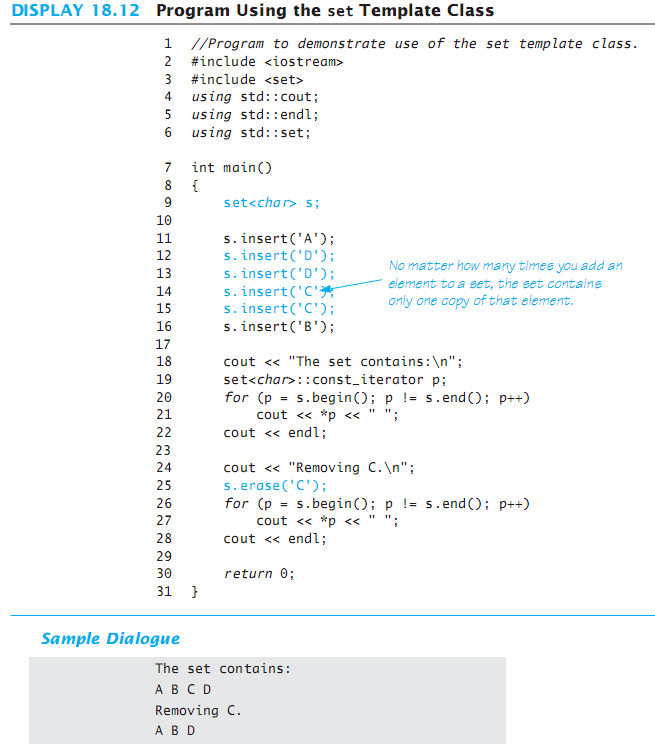 DISPLAY 18.12 Program Using the set Template Class
1 //Program to demonstrate use of the set template class.
2 #include <iostream>
3 #include <set>
4 using std::cout;
5 using std::endl;
6 using std::set;
7 int main()
8 {
9 set<char> s;
10
11 s.insert('A');
12 s.insert('D');
13 s.insert('D');
14 s.insert('C');
15 s.insert('C');
16 s.insert('B');
No matter how many times you add an
element to a set, the set contains
only one copy of that element.
17
18 cout << "The set contains:\n";
19 set<char>::const_iterator p;
20 for (p = s.begin(); p != s.end(); p++)
21 cout << *p << " ";
22 cout << endl;
23
24 cout << "Removing C.\n";
25 s.erase('C');
26 for (p = s.begin(); p != s.end(); p++)
27 cout << *p << " ";
28 cout << endl;
29
30 return 0;
31 }
Sample Dialogue
The set contains:
A B C D
Removing C.
A B D